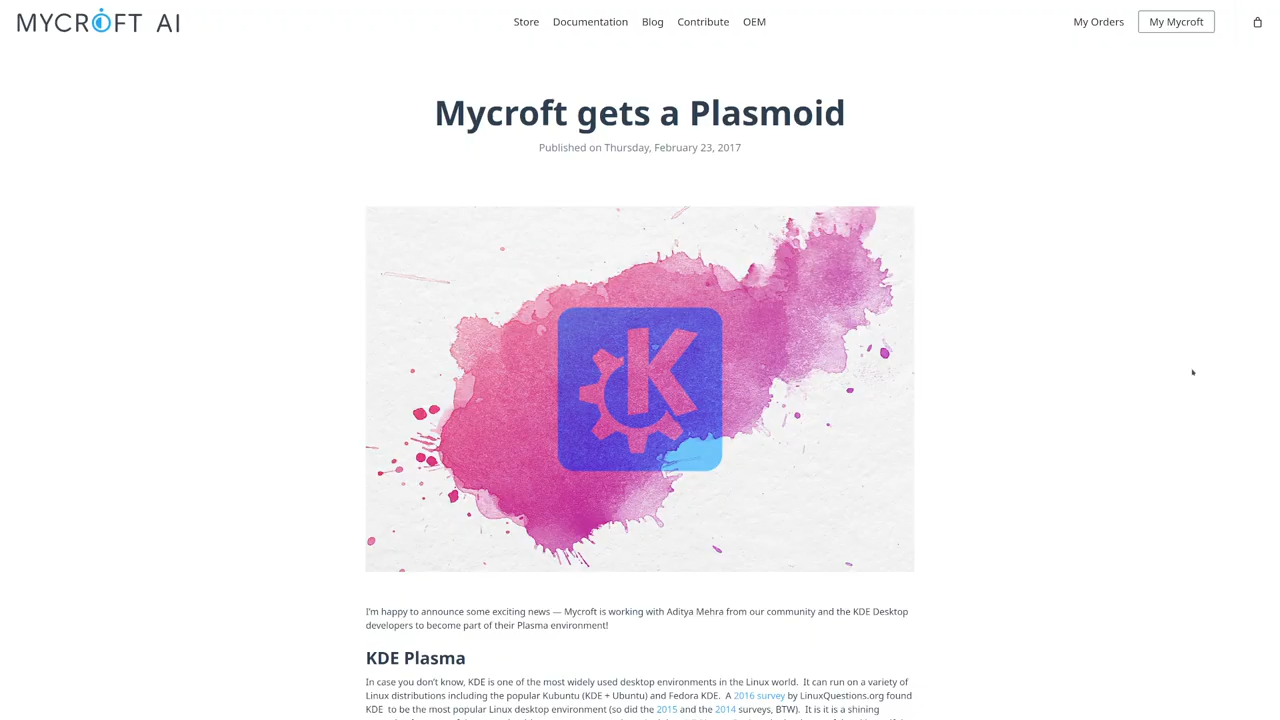 MYCROFT AI
Store Documentation Blog Contribute OEM
My Orders My Mycroft
Mycroft gets a Plasmoid
Published on Thursday, February 23, 2017
K
I'm happy to announce some exciting news — Mycroft is working with Aditya Mehra from our community and the KDE Desktop
developers to become part of their Plasma environment!
KDE Plasma
In case you don't know, KDE is one of the most widely used desktop environments in the Linux world. It can run on a variety of
Linux distributions including the popular Kubuntu (KDE + Ubuntu) and Fedora KDE. A 2016 survey by LinuxQuestions.org found
KDE to be the most popular Linux desktop environment (so did the 2015 and the 2014 surveys, BTW). It is it is a shining